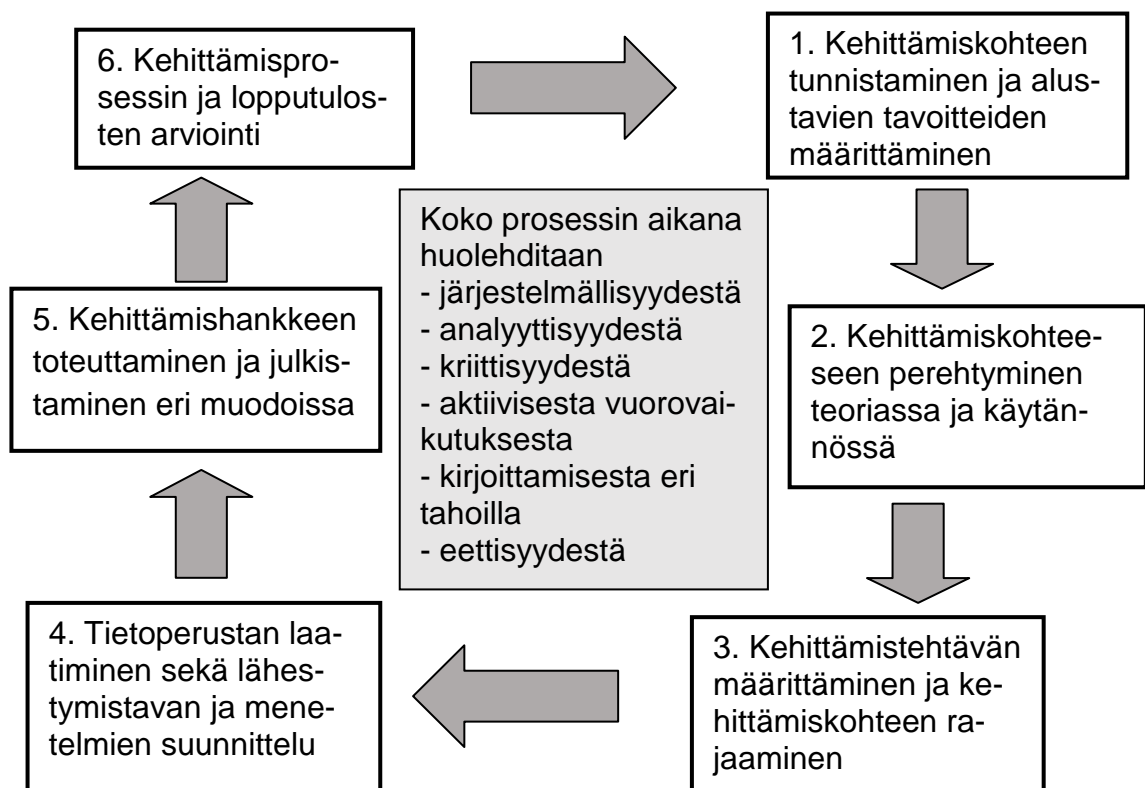 6. Kehittämispro-
sessin ja lopputulos-
ten arviointi
1. Kehittämiskohteen
tunnistaminen ja alus-
tavien tavoitteiden
määrittäminen
Koko prosessin aikana
huolehditaan
- järjestelmällisyydestä
- analyyttisyydestä
- kriittisyydestä
- aktiivisesta vuorovai-
kutuksesta
- kirjoittamisesta eri
tahoilla
- eettisyydestä
5. Kehittämishankkeen
toteuttaminen ja julkis-
taminen eri muodoissa
2. Kehittämiskohtee-
seen perehtyminen
teoriassa ja käytän-
nössä
4. Tietoperustan laa-
timinen sekä lähes-
tymistavan ja mene-
telmien suunnittelu
3. Kehittämistehtävän
määrittäminen ja ke-
hittämiskohteen ra-
jaaminen